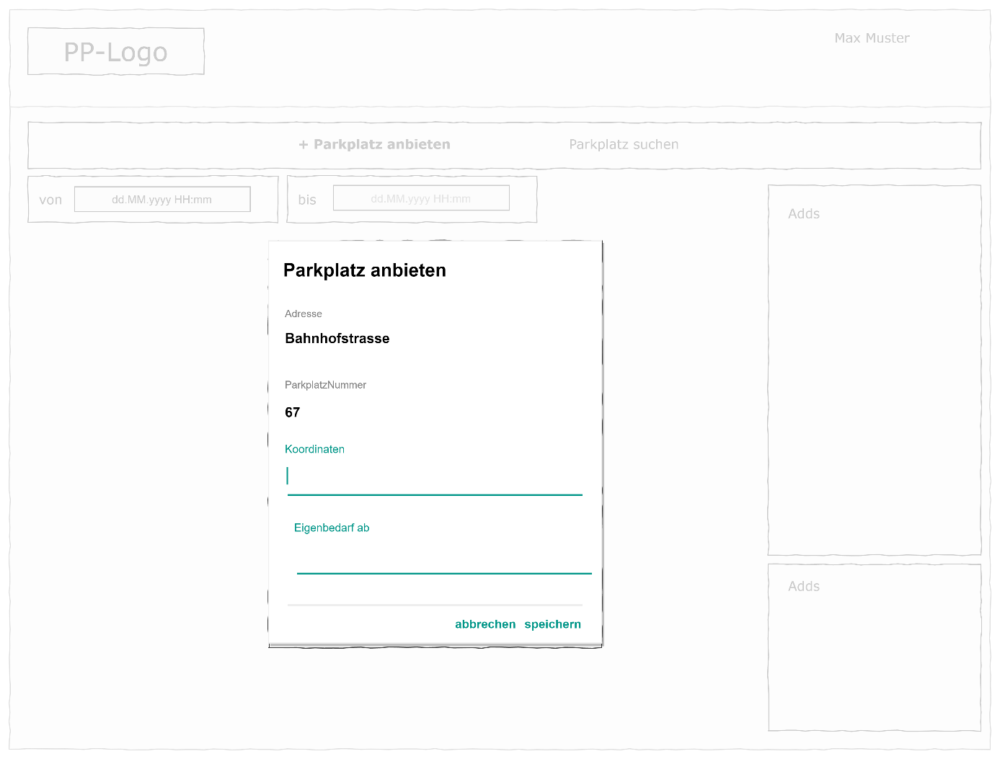 PP-Logo
Max Muster
+ Parkplatz anbieten
Parkplatz suchen
von
dd.MM.yyyy HH:mm
bis
dd.MM.yyyy HH:mm
Adds
Parkplatz anbieten
Adresse
Bahnhofstrasse
ParkplatzNummer
67
Koordinaten
Eigenbedarf ab
abbrechen speichern
Adds